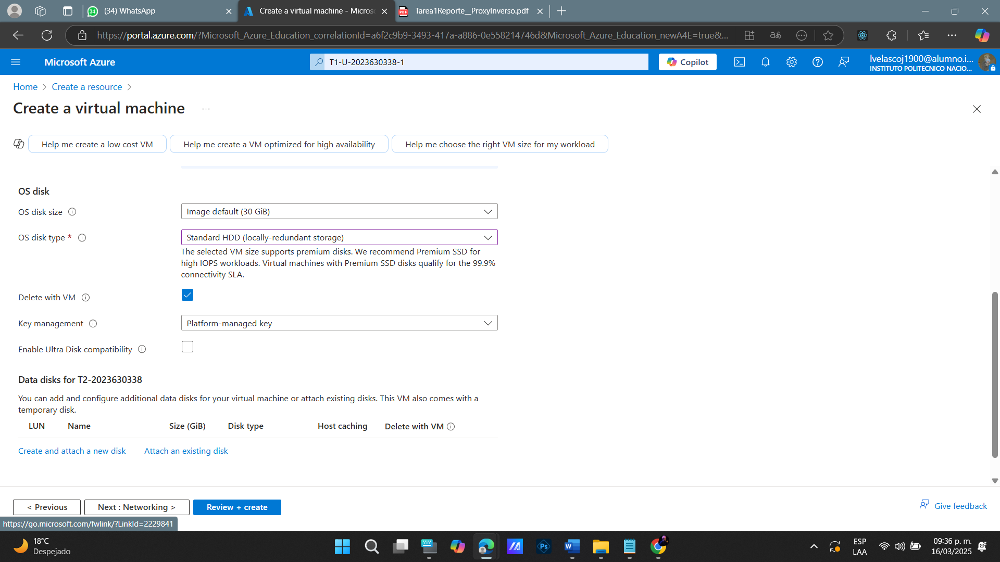 (34) WhatsApp
Create a virtual machine - Micros
Tarea1Reporte__ProxyInverso.pdf
https://portal.azure.com/?Microsoft_Azure_Education_correlationId=a6f2c9b9-3493-417a-a886-0e558214746d&Microsoft_Azure_Education_newA4E=true&...
Microsoft Azure
T1-U-2023630338-1
Copilot
lvelascoj1900@alumno.i...
INSTITUTO POLITECNICO NACIO...
Home > Create a resource >
Create a virtual machine ...
Help me create a low cost VM
Help me create a VM optimized for high availability
Help me choose the right VM size for my workload
OS disk
OS disk size
Image default (30 GiB)
OS disk type *
Standard HDD (locally-redundant storage)
The selected VM size supports premium disks. We recommend Premium SSD for
high IOPS workloads. Virtual machines with Premium SSD disks qualify for the 99.9%
connectivity SLA.
Delete with VM
Key management
Platform-managed key
Enable Ultra Disk compatibility
Data disks for T2-2023630338
You can add and configure additional data disks for your virtual machine or attach existing disks. This VM also comes with a
temporary disk.
LUN Name Size (GiB) Disk type Host caching Delete with VM
Create and attach a new disk Attach an existing disk
< Previous
Next : Networking >
Review + create
Give feedback
https://go.microsoft.com/fwlink/?LinkId=2229841
18°C
Despejado
ESP
LAA
09:36 p. m.
16/03/2025